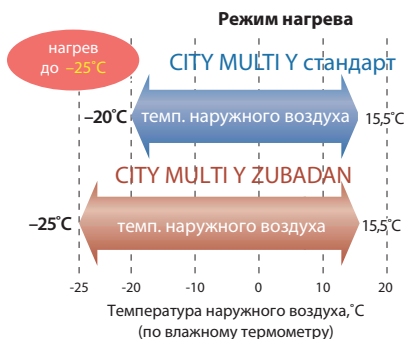 Режим нагрева
нагрев
до –25˚C
CITY MULTI Y стандарт
–20˚C
темп. наружного воздуха
15,5˚C
CITY MULTI Y ZUBADAN
–25˚C
темп. наружного воздуха
15,5˚C
-25 -20 -10 0 10 20
Температура наружного воздуха,˚C
(по влажному термометру)